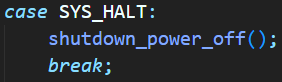 case SYS_HALT:
    shutdown_power_off();
    break;